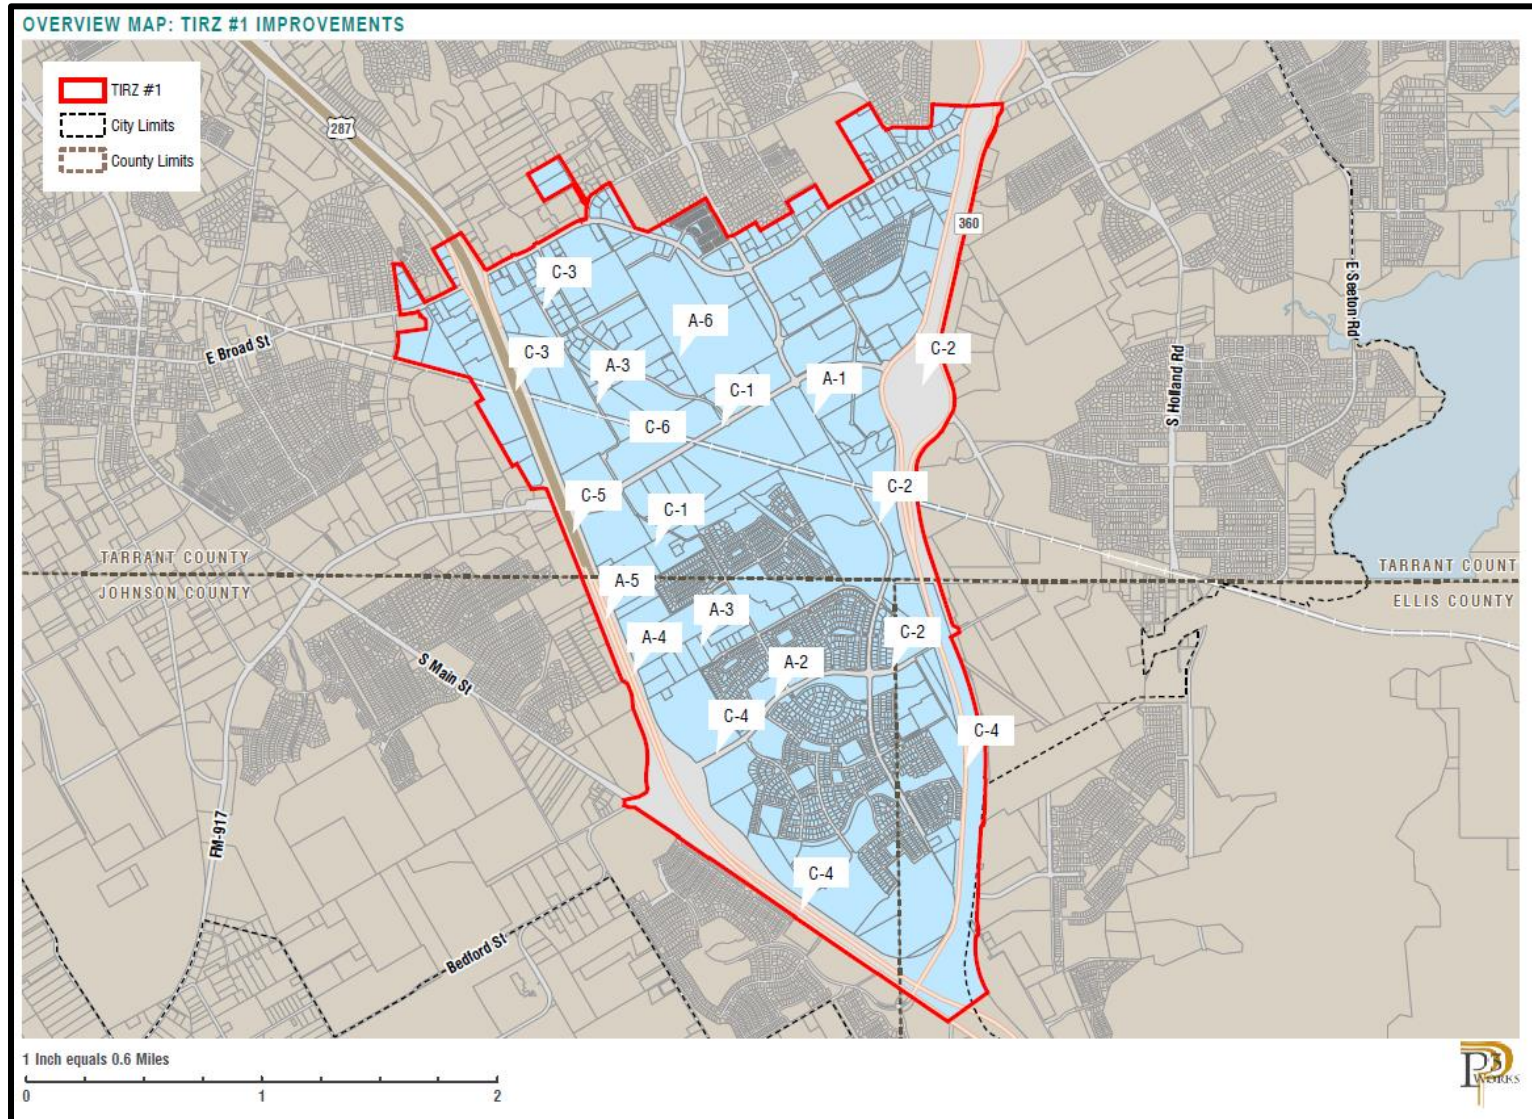 OVERVIEW MAP: TIRZ #1 IMPROVEMENTS
TIRZ #1
City Limits
County Limits
287
360
E Seeton Rd
C-3
A-6
E Broad St
C-3
A-3
C-2
C-1
A-1
S Holland Rd
C-6
C-5
C-1
C-2
TARRANT COUNTY
JOHNSON COUNTY
TARRANT COUNT
ELLIS COUNTY
A-5
A-3
A-4
C-2
S Main St
A-2
C-4
C-4
FM-917
C-4
Bedford St
1 Inch equals 0.6 Miles
0 1 2
P3
WORKS